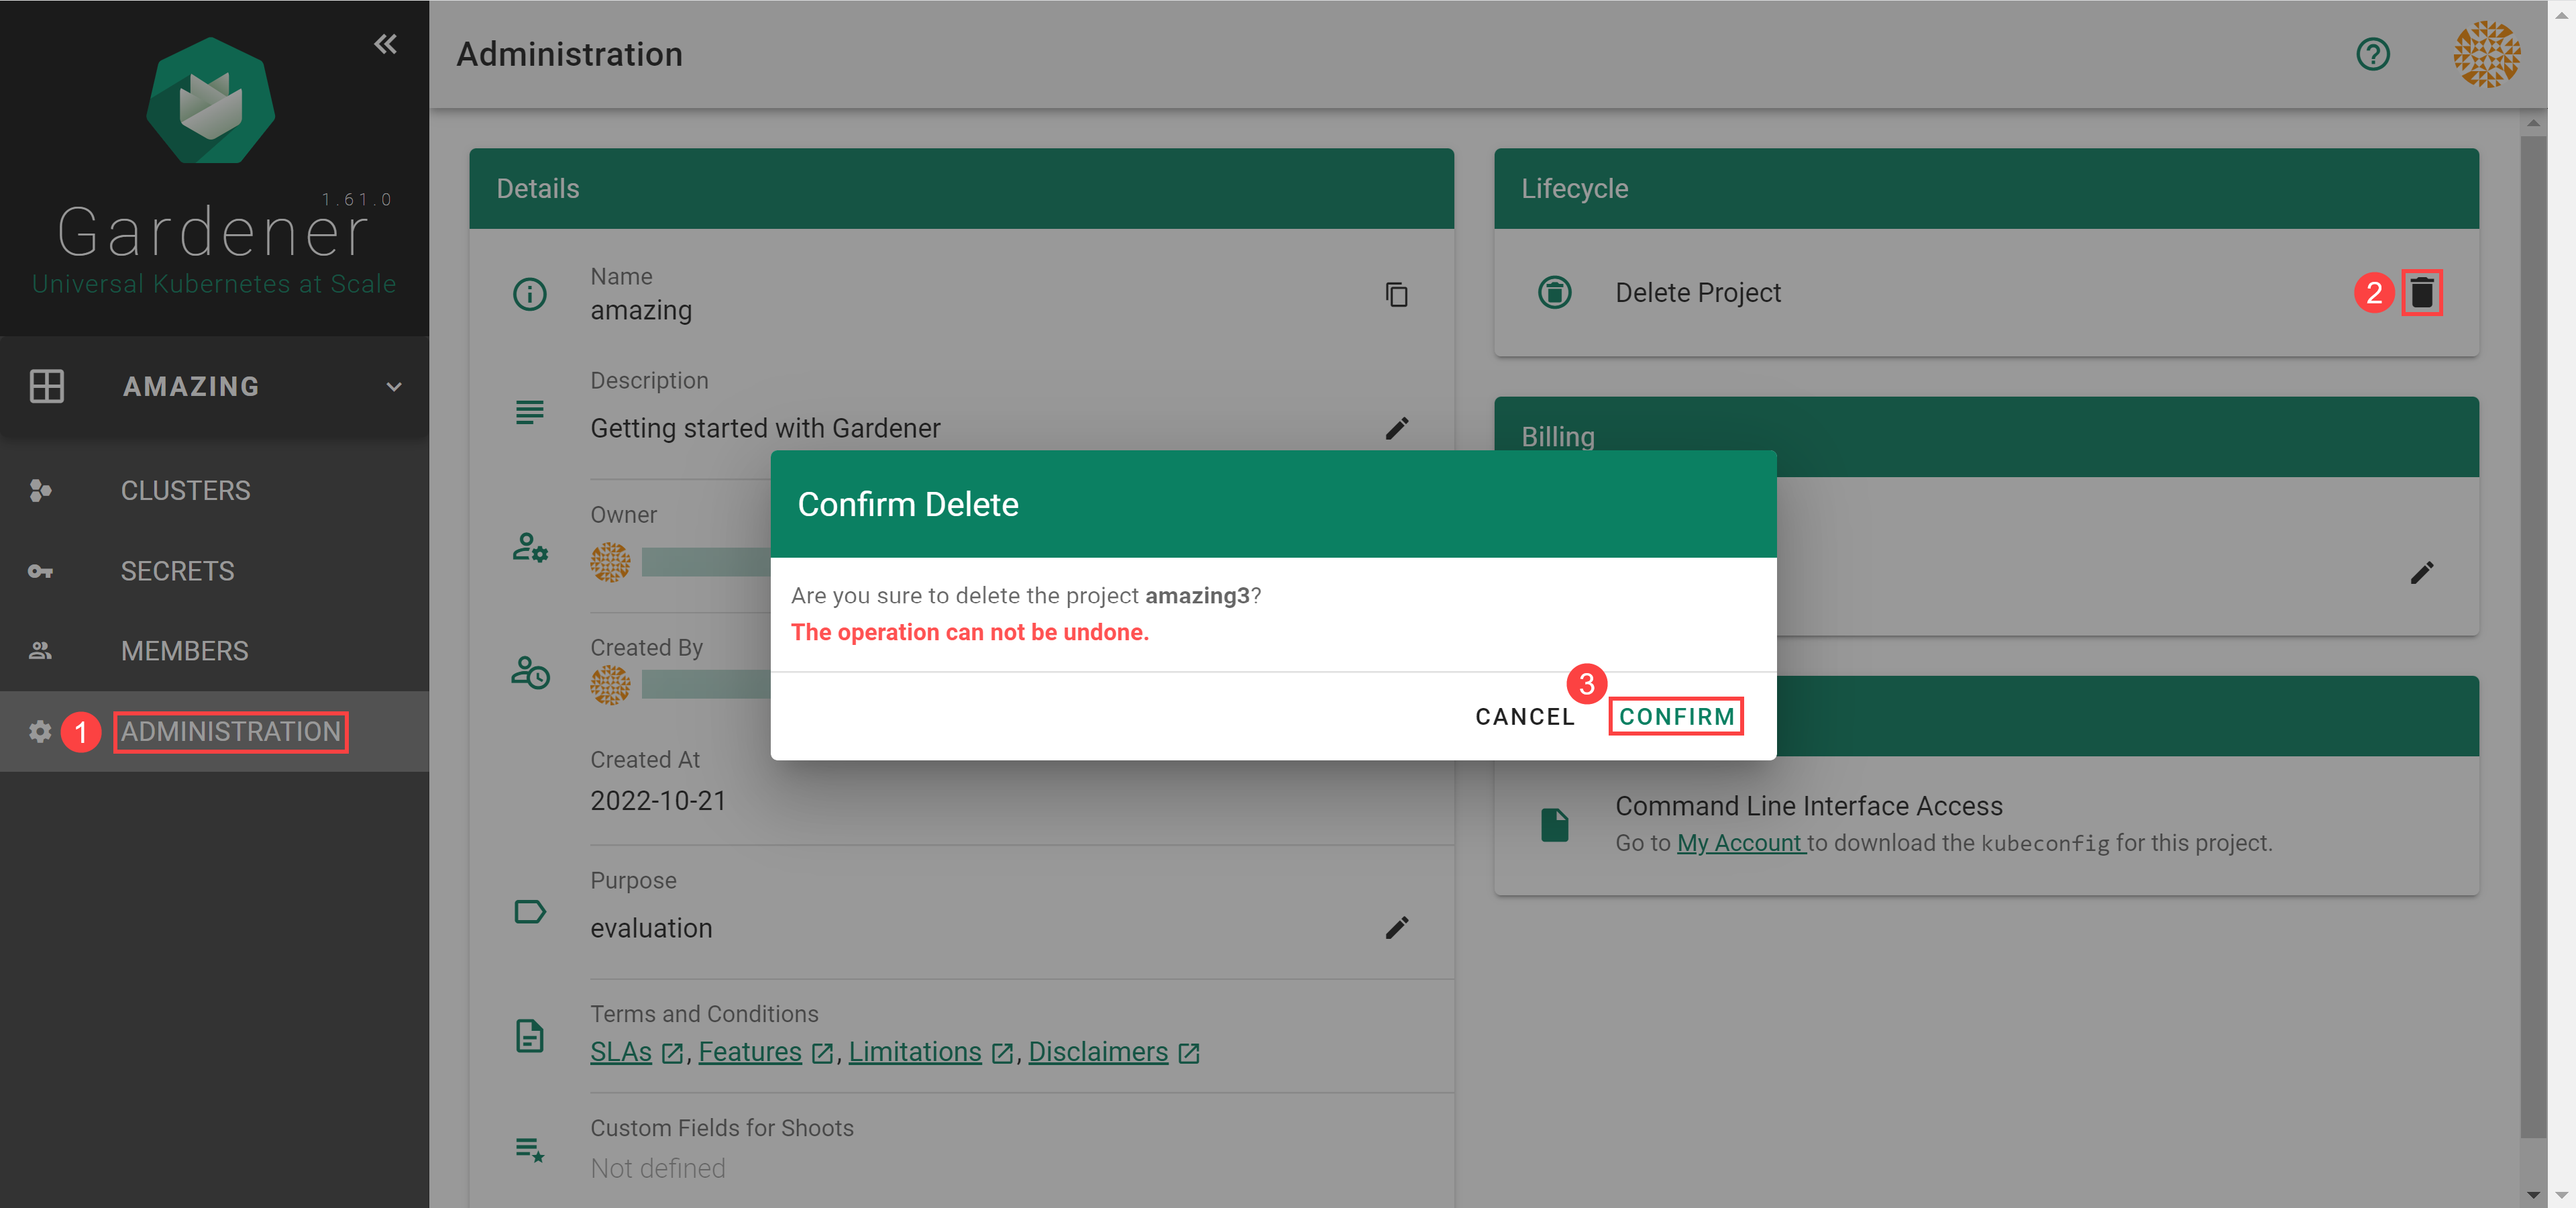 1.61.0
Gardener
Universal Kubernetes at Scale
AMAZING
CLUSTERS
SECRETS
MEMBERS
1 ADMINISTRATION
Administration
Details
Name
amazing
Description
Getting started with Gardener
Owner
Created By
Created At
2022-10-21
Purpose
evaluation
Terms and Conditions
SLAs , Features , Limitations , Disclaimers
Custom Fields for Shoots
Not defined
Lifecycle
Delete Project
2
Billing
Command Line Interface Access
Go to My Account to download the kubeconfig for this project.
Confirm Delete
Are you sure to delete the project amazing3?
The operation can not be undone.
3
CANCEL CONFIRM